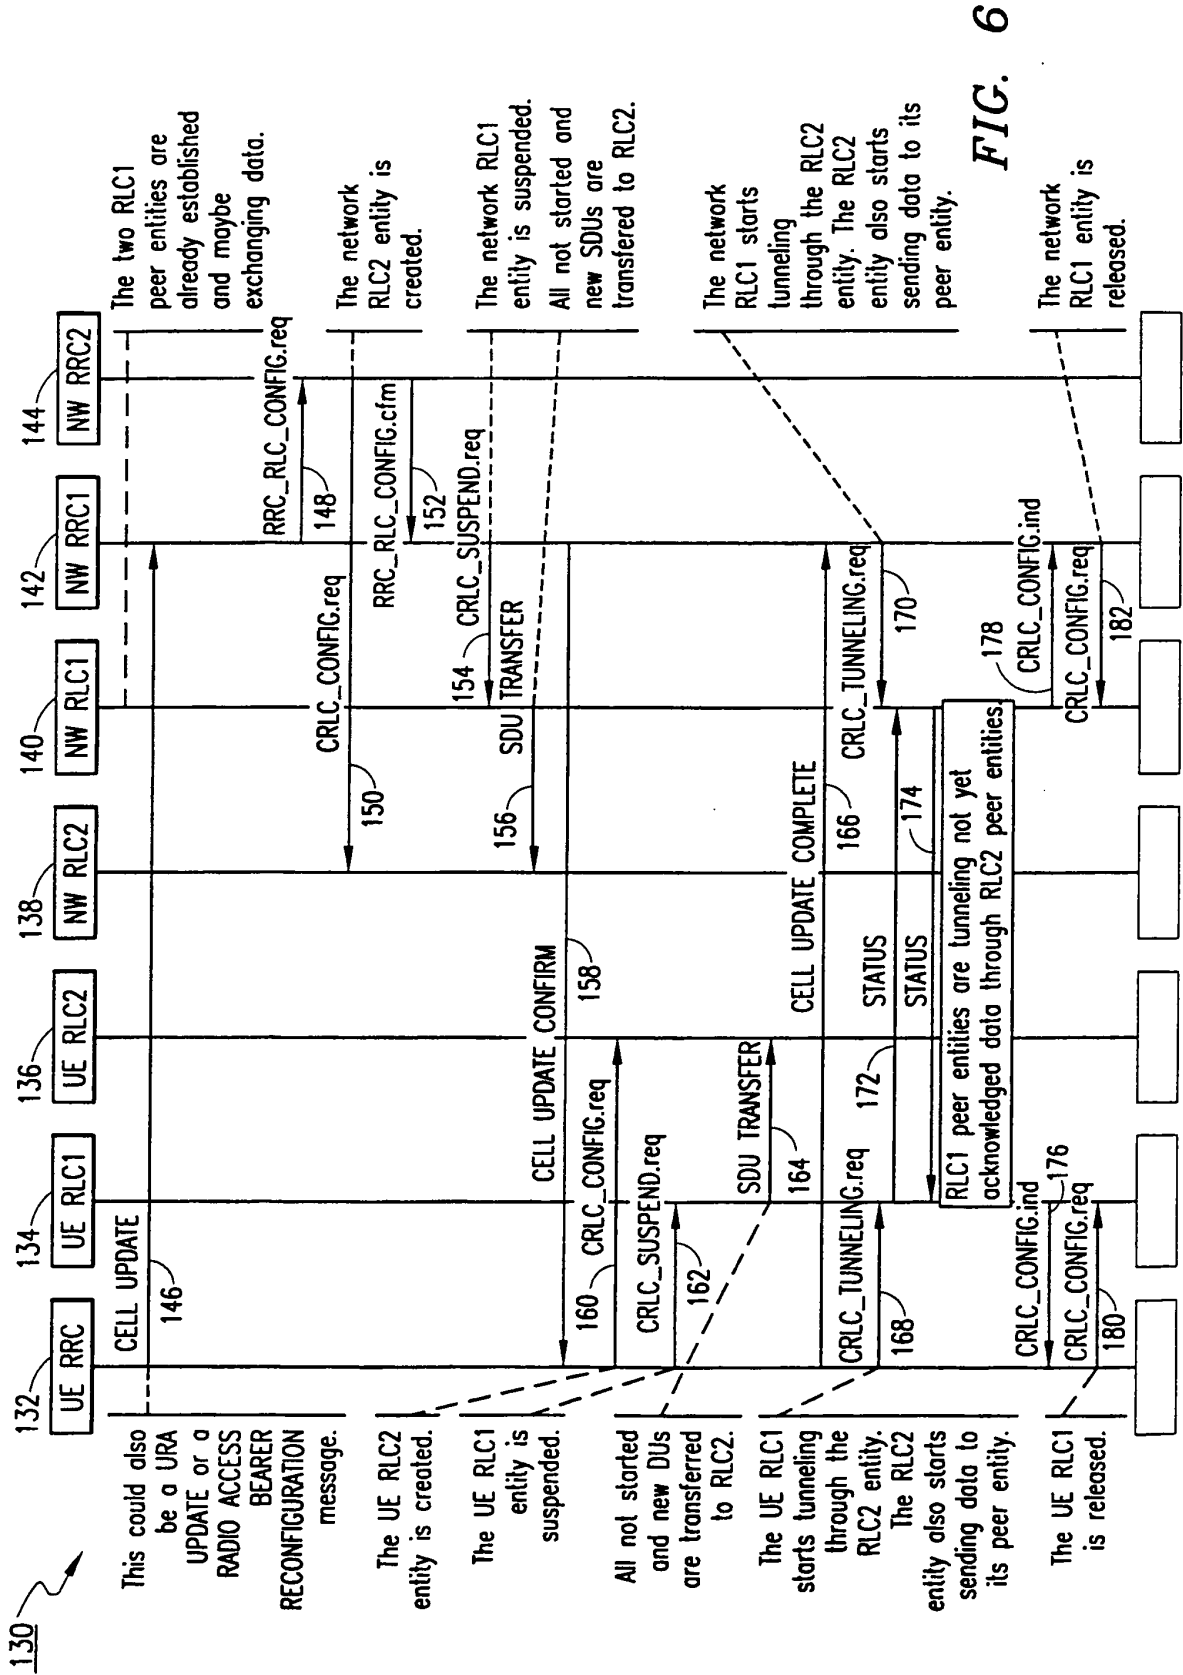 130
132
UE RRC
134
UE RLC1
136
UE RLC2
138
NW RLC2
140
NW RLC1
142
NW RRC1
144
NW RRC2
This could also
be a URA
UPDATE or a
RADIO ACCESS
BEARER
RECONFIGURATION
message.
CELL UPDATE
146
The two RLC1
peer entities are
already established
and maybe
exchanging data.
RRC_RLC_CONFIG.req
148
CRLC_CONFIG.req
150
The network
RLC2 entity is
created.
RRC_RLC_CONFIG.cfm
152
CRLC_SUSPEND.req
154
The network RLC1
entity is suspended.
SDU TRANSFER
156
All not started and
new SDUs are
transfered to RLC2.
CELL UPDATE CONFIRM
158
The UE RLC2
entity is created.
CRLC_CONFIG.req
160
The UE RLC1
entity is
suspended.
CRLC_SUSPEND.req
162
All not started
and new DUs
are transferred
to RLC2.
SDU TRANSFER
164
CELL UPDATE COMPLETE
166
The UE RLC1
starts tunneling
through the
RLC2 entity.
The RLC2
entity also starts
sending data to
its peer entity.
CRLC_TUNNELING.req
168
CRLC_TUNNELING.req
170
The network
RLC1 starts
tunneling
through the RLC2
entity. The RLC2
entity also starts
sending data to its
peer entity.
STATUS
172
STATUS
174
RLC1 peer entities are tunneling not yet
acknowledged data through RLC2 peer entities.
CRLC_CONFIG.ind
176
CRLC_CONFIG.ind
178
The UE RLC1
is released.
CRLC_CONFIG.req
180
CRLC_CONFIG.req
182
The network
RLC1 entity is
released.
FIG. 6